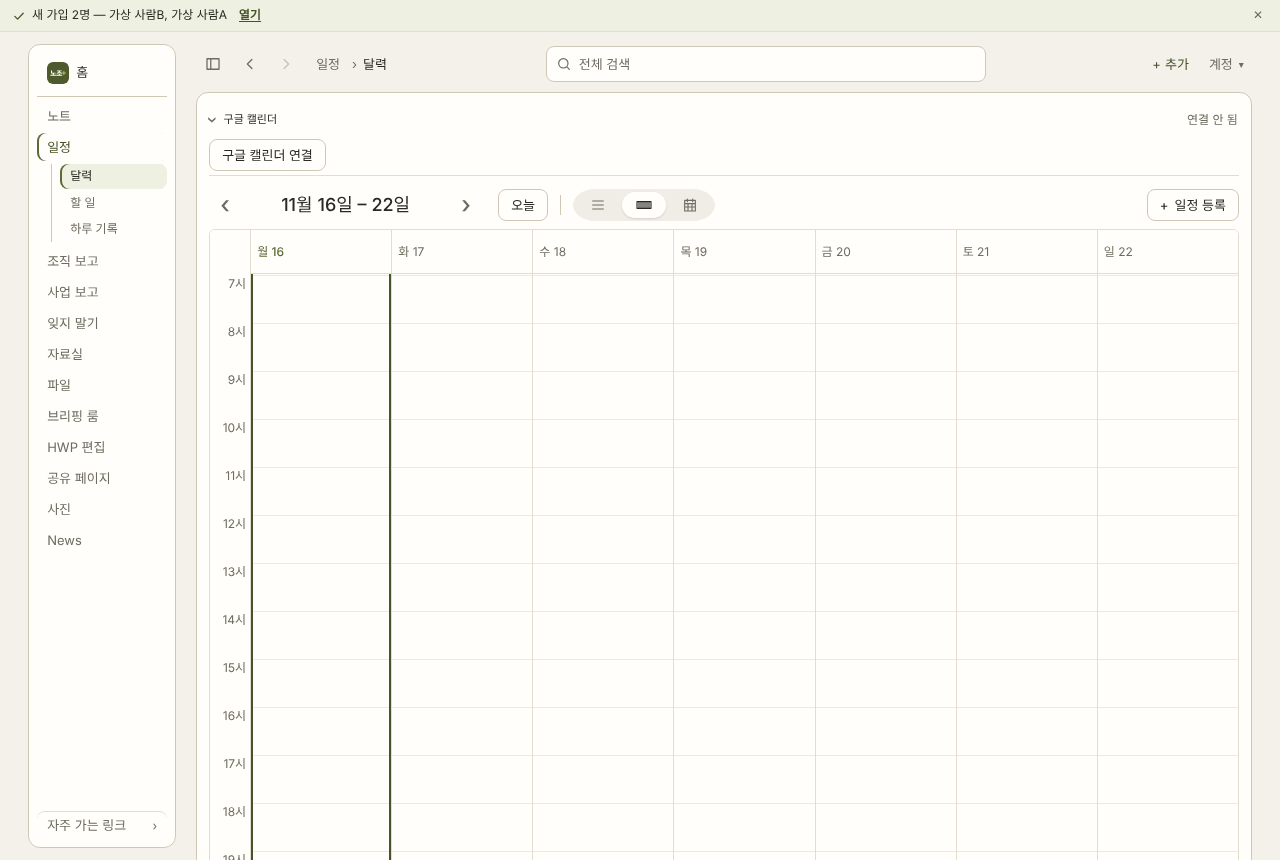 새 가입 2명 — 가상 사람B, 가상 사람A 열기
홈
노트
일정
달력
할 일
하루 기록
조직 보고
사업 보고
잊지 말기
자료실
파일
브리핑 룸
HWP 편집
공유 페이지
사진
News
자주 가는 링크
일정 › 달력
전체 검색
+ 추가
계정
구글 캘린더
연결 안 됨
구글 캘린더 연결
11월 16일 – 22일
오늘
+ 일정 등록
월 16 화 17 수 18 목 19 금 20 토 21 일 22
7시
8시
9시
10시
11시
12시
13시
14시
15시
16시
17시
18시
19시